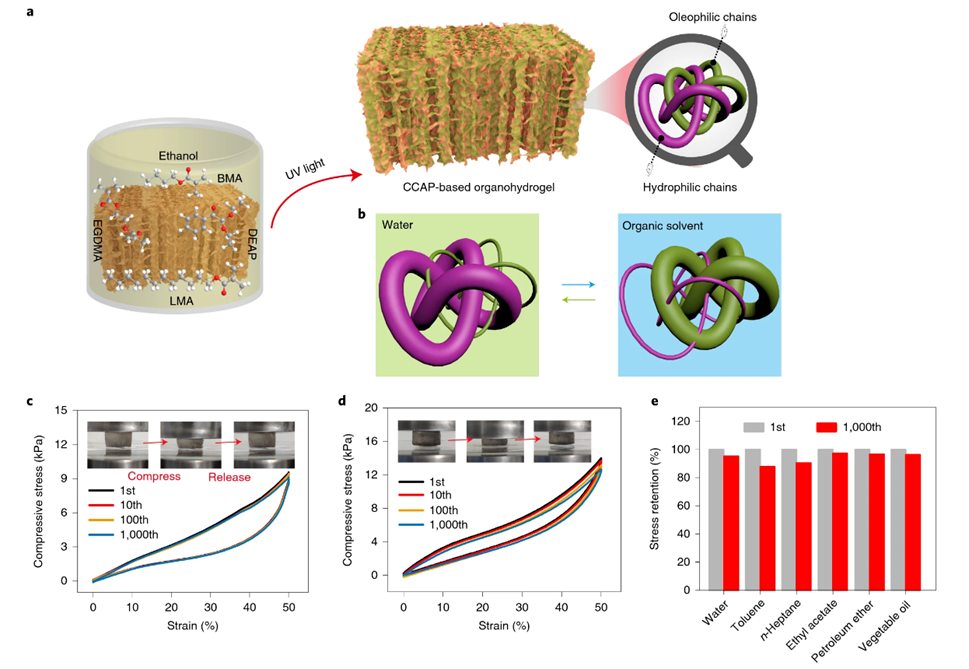 a
Oleophilic chains
Ethanol
BMA
EGDMA
DEAP
LMA
UV light
CCAP-based organohydrogel
Hydrophilic chains
b
Water
Organic solvent
c
15
12
9
6
3
0
Compressive stress (kPa)
Compress
Release
1st
10th
100th
1,000th
0
10
20
30
40
50
Strain (%)
d
20
16
12
8
4
0
Compressive stress (kPa)
1st
10th
100th
1,000th
0
10
20
30
40
50
Strain (%)
e
120
100
80
60
40
20
0
Stress retention (%)
1st
1,000th
Water
Toluene
n-Heptane
Ethyl acetate
Petroleum ether
Vegetable oil